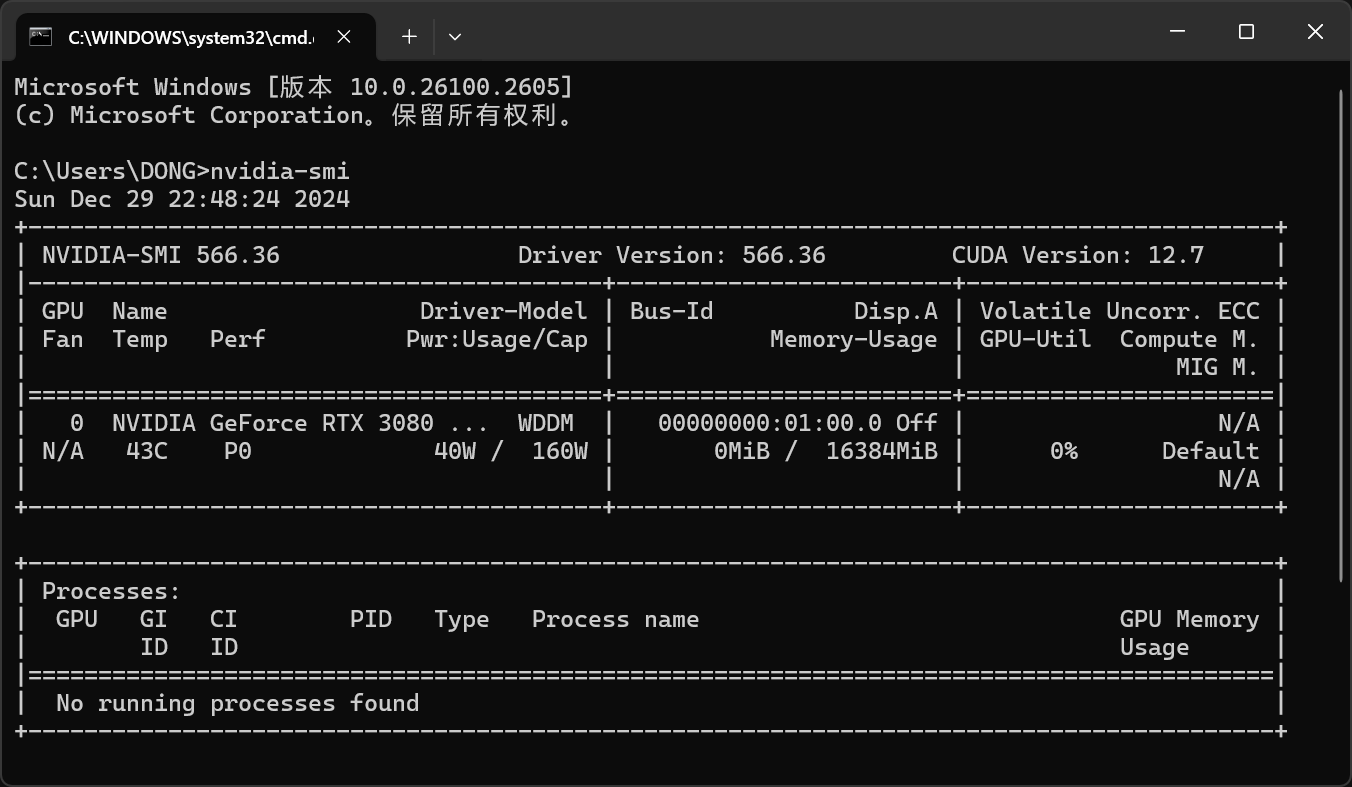 C:\WINDOWS\system32\cmd.
Microsoft Windows [版本 10.0.26100.2605]
(c) Microsoft Corporation。保留所有权利。
C:\Users\DONG>nvidia-smi
Sun Dec 29 22:48:24 2024
+-----------------------------------------------------------------------------------------+
| NVIDIA-SMI 566.36                 Driver Version: 566.36         CUDA Version: 12.7     |
|-----------------------------------------+------------------------+----------------------+
| GPU  Name                  Driver-Model | Bus-Id          Disp.A | Volatile Uncorr. ECC |
| Fan  Temp   Perf          Pwr:Usage/Cap |           Memory-Usage | GPU-Util  Compute M. |
|                                         |                        |               MIG M. |
|=========================================+========================+======================|
|   0  NVIDIA GeForce RTX 3080 ...  WDDM  |   00000000:01:00.0 Off |                  N/A |
| N/A   43C    P0             40W /  160W |       0MiB /  16384MiB |      0%      Default |
|                                         |                        |                  N/A |
+-----------------------------------------+------------------------+----------------------+
+-----------------------------------------------------------------------------------------+
| Processes:                                                                              |
|  GPU   GI   CI        PID   Type   Process name                              GPU Memory |
|        ID   ID                                                               Usage      |
|=========================================================================================|
|  No running processes found                                                             |
+-----------------------------------------------------------------------------------------+